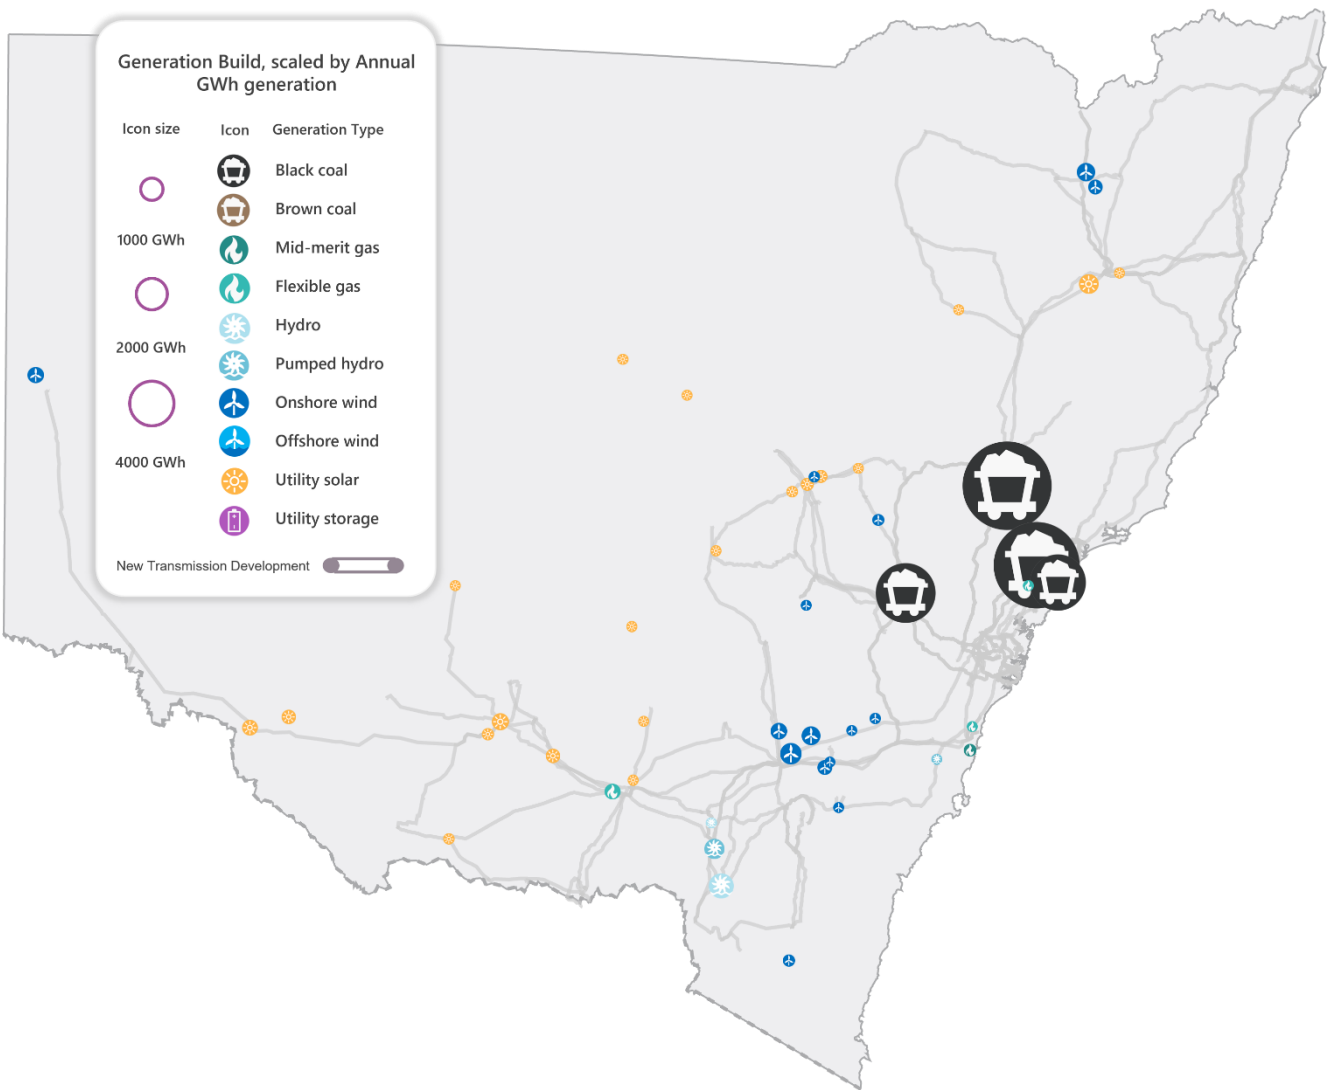 Generation Build, scaled by Annual
GWh generation
Icon size Icon Generation Type
Black coal
Brown coal
1000 GWh
Mid-merit gas
Flexible gas
Hydro
2000 GWh
Pumped hydro
Onshore wind
Offshore wind
4000 GWh
Utility solar
Utility storage
New Transmission Development